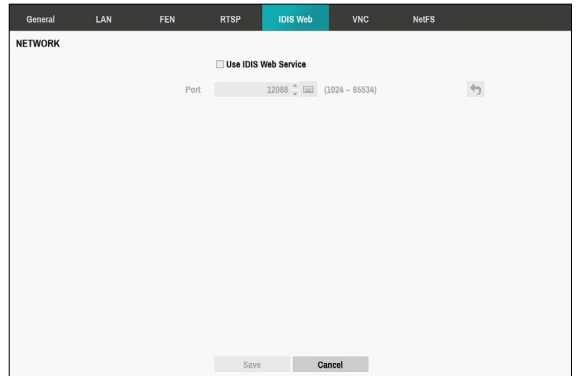 General LAN FEN RTSP IDIS Web VNC NetFS
NETWORK
Use IDIS Web Service
Port 12088 (1024 ~ 65534)
Save Cancel